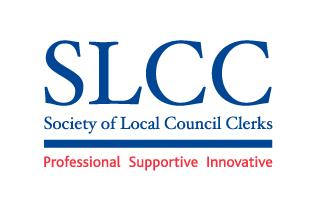 SLCC
Society of Local Council Clerks
Professional Supportive Innovative